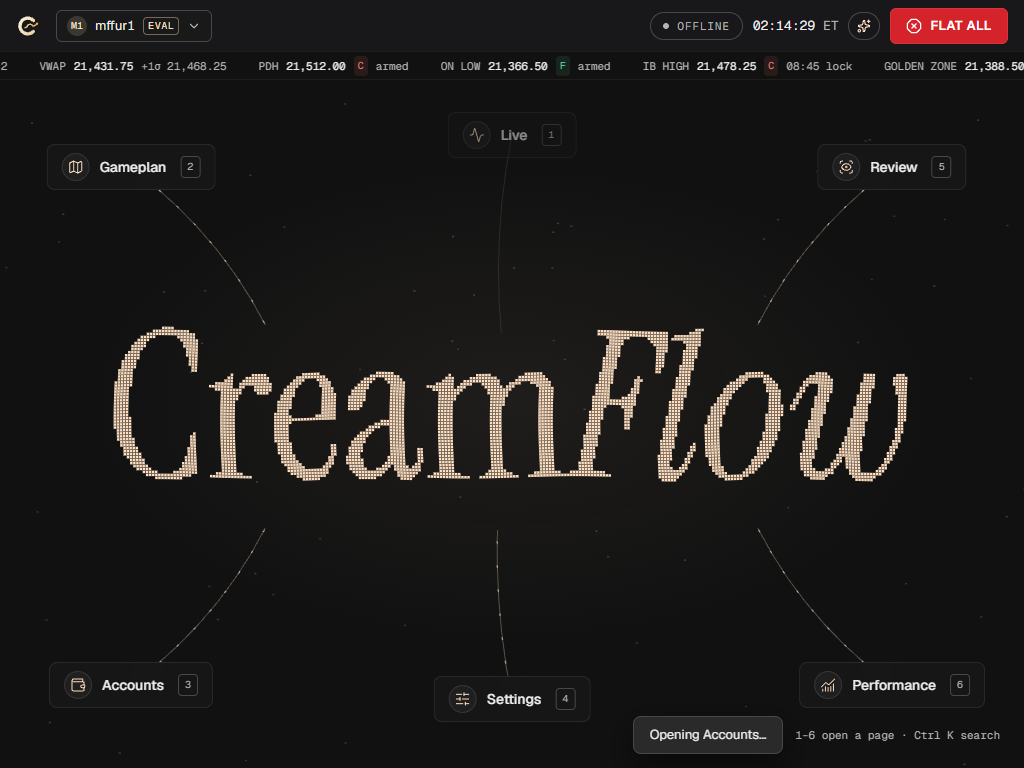 M1 mffur1 EVAL OFFLINE 02:14:29 ET FLAT ALL
2 VWAP 21,431.75 +1σ 21,468.25 PDH 21,512.00 C armed ON LOW 21,366.50 F armed IB HIGH 21,478.25 C 08:45 lock GOLDEN ZONE 21,388.50
Live 1
Gameplan 2
Review 5
CreamFlow
Accounts 3
Settings 4
Performance 6
Opening Accounts…
1–6 open a page · Ctrl K search